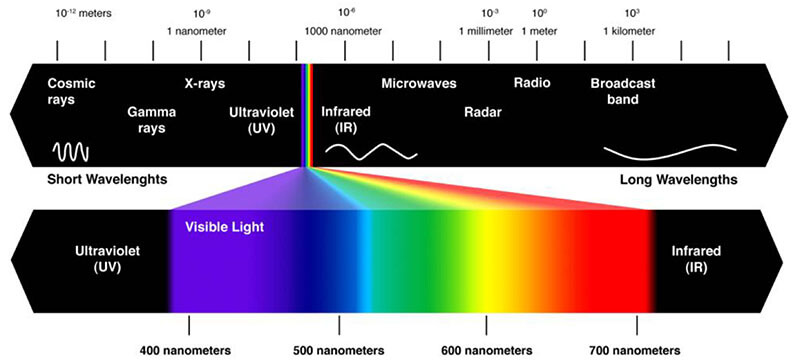 10-12 meters 10-9 10-6 10-3 10⁰ 10³
1 nanometer 1000 nanometer 1 millimeter 1 meter 1 kilometer
Cosmic
rays
X-rays
Microwaves
Radio
Broadcast
band
Gamma
rays
Ultraviolet
(UV)
Infrared
(IR)
Radar
Short Wavelenghts
Long Wavelengths
Visible Light
Ultraviolet
(UV)
Infrared
(IR)
400 nanometers 500 nanometers 600 nanometers 700 nanometers